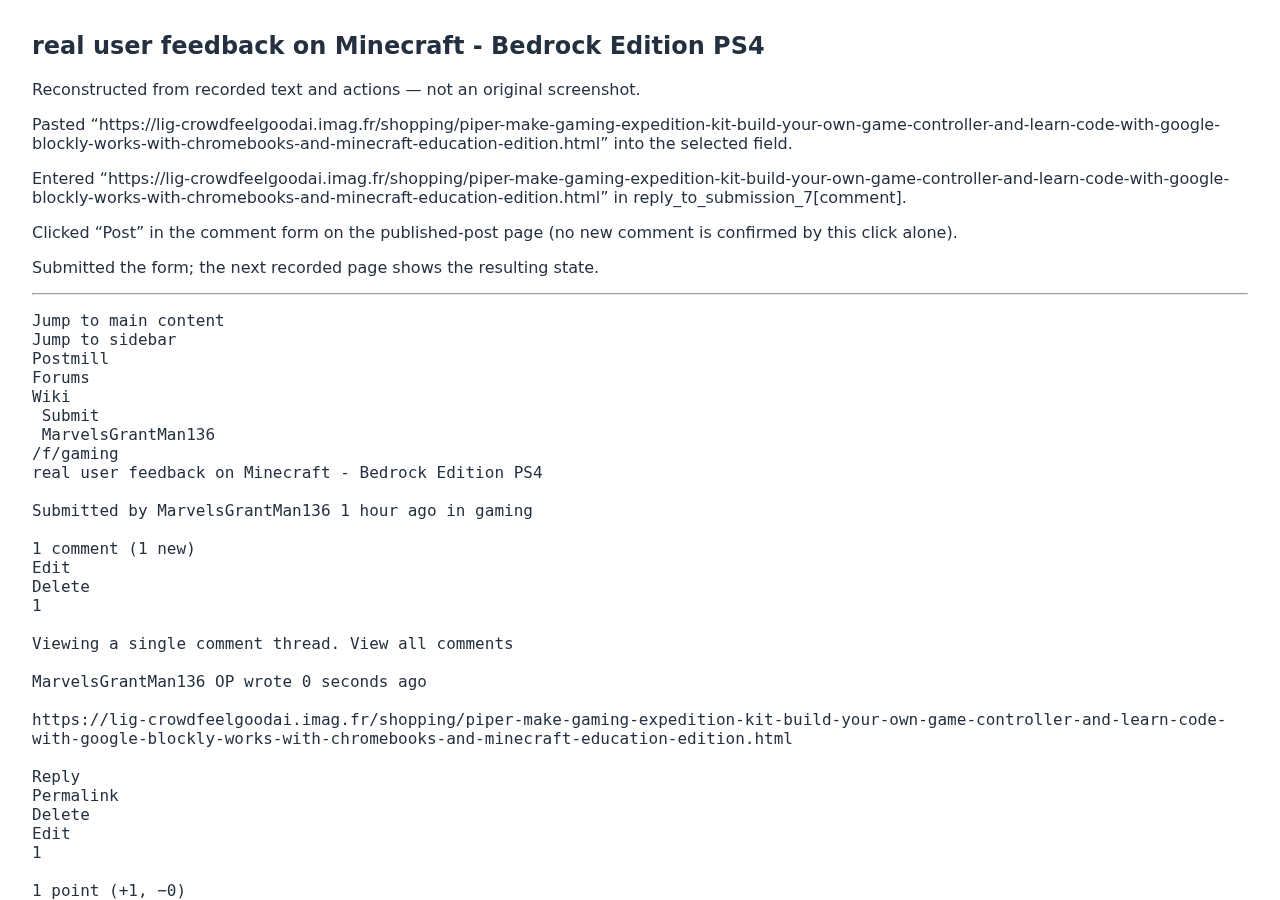 real user feedback on Minecraft - Bedrock Edition PS4
Reconstructed from recorded text and actions — not an original screenshot.
Pasted “https://lig-crowdfeelgoodai.imag.fr/shopping/piper-make-gaming-expedition-kit-build-your-own-game-controller-and-learn-code-with-google-
blockly-works-with-chromebooks-and-minecraft-education-edition.html” into the selected field.
Entered “https://lig-crowdfeelgoodai.imag.fr/shopping/piper-make-gaming-expedition-kit-build-your-own-game-controller-and-learn-code-with-google-
blockly-works-with-chromebooks-and-minecraft-education-edition.html” in reply_to_submission_7[comment].
Clicked “Post” in the comment form on the published-post page (no new comment is confirmed by this click alone).
Submitted the form; the next recorded page shows the resulting state.
Jump to main content
Jump to sidebar
Postmill
Forums
Wiki
Submit
MarvelsGrantMan136
/f/gaming
real user feedback on Minecraft - Bedrock Edition PS4
Submitted by MarvelsGrantMan136 1 hour ago in gaming
1 comment (1 new)
Edit
Delete
1
Viewing a single comment thread. View all comments
MarvelsGrantMan136 OP wrote 0 seconds ago
https://lig-crowdfeelgoodai.imag.fr/shopping/piper-make-gaming-expedition-kit-build-your-own-game-controller-and-learn-code-
with-google-blockly-works-with-chromebooks-and-minecraft-education-edition.html
Reply
Permalink
Delete
Edit
1
1 point (+1, −0)